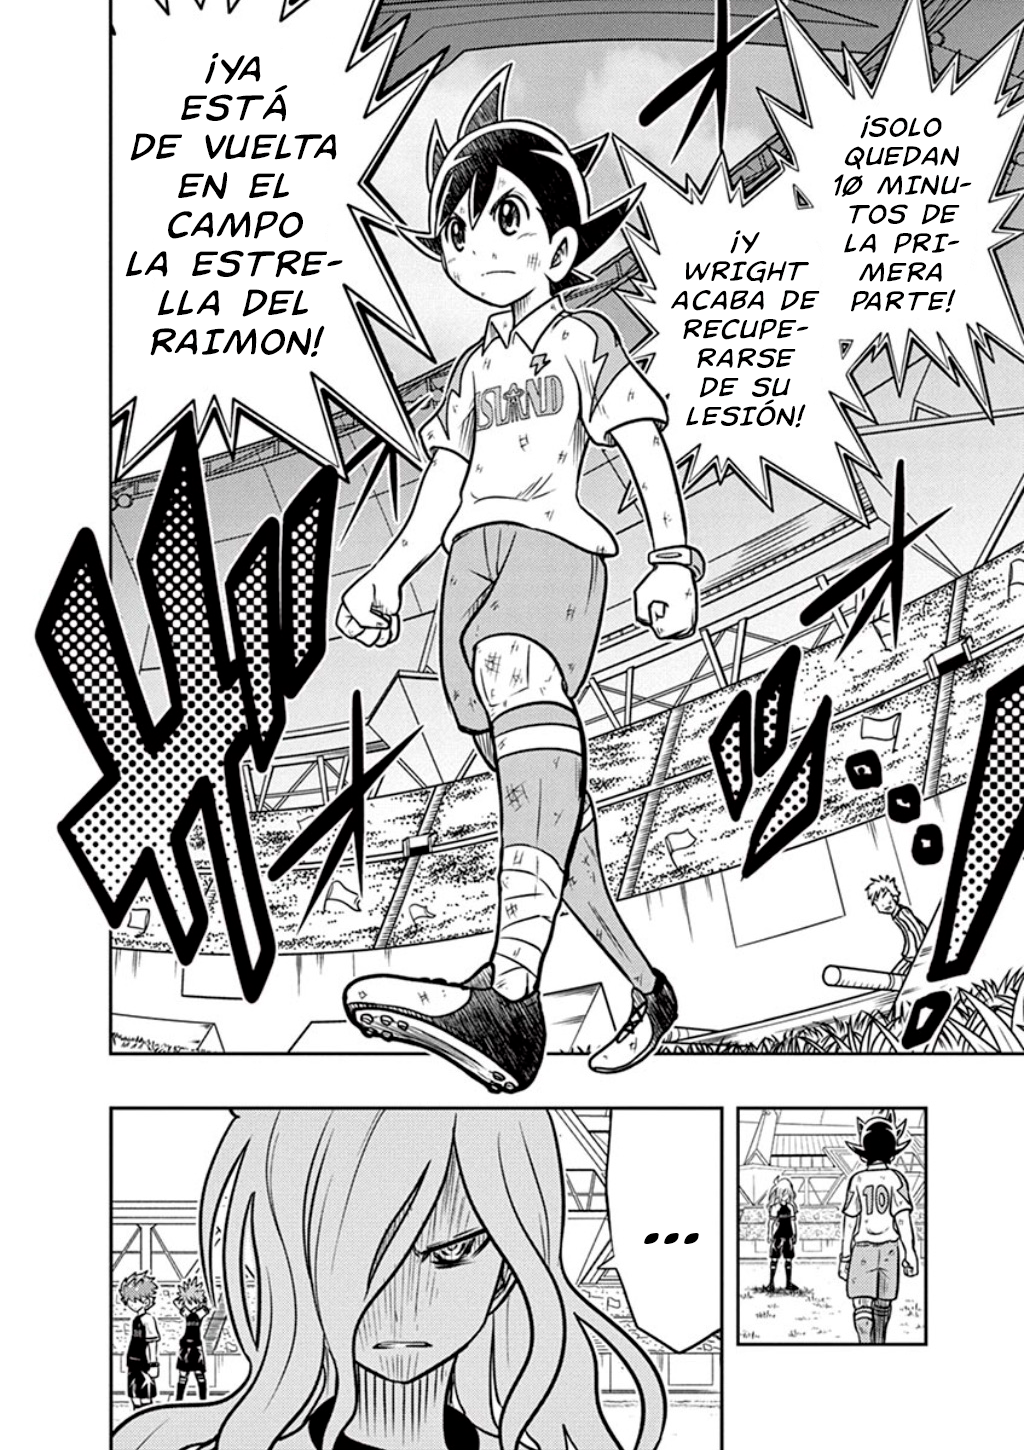 ¡SOLO
QUEDAN
10 MINU-
TOS DE
LA PRI-
MERA
PARTE!
¡Y
WRIGHT
ACABA DE
RECUPE-
RARSE
DE SU
LESIÓN!
¡YA
ESTÁ
DE VUELTA
EN EL
CAMPO
LA ESTRE-
LLA DEL
RAIMON!
ISLAND
10
...